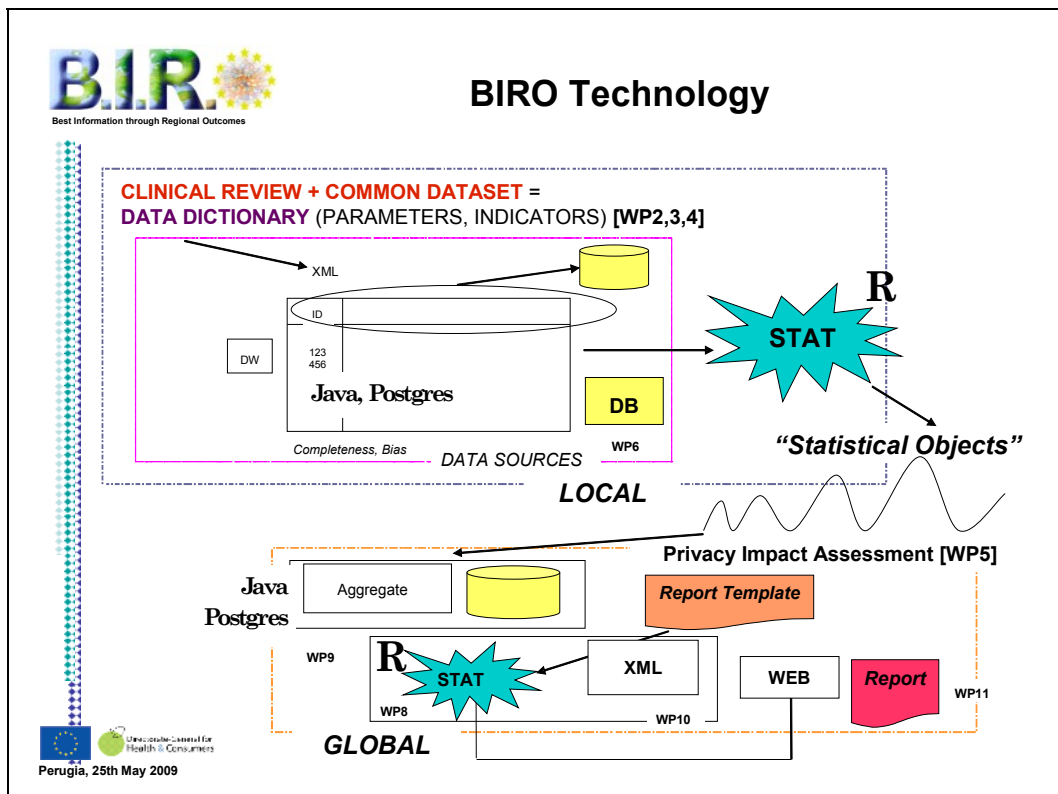 B.I.R.
Best Information through Regional Outcomes
BIRO Technology
CLINICAL REVIEW + COMMON DATASET =
DATA DICTIONARY (PARAMETERS, INDICATORS) [WP2,3,4]
XML
ID
DW
123
456
Java, Postgres
DB
WP6
Completeness, Bias
DATA SOURCES
LOCAL
R
STAT
“Statistical Objects”
Privacy Impact Assessment [WP5]
Java
Postgres
Aggregate
Report Template
WP9
R
STAT
WP8
XML
WP10
WEB
Report
WP11
GLOBAL
Directorate-General for
Health & Consumers
Perugia, 25th May 2009